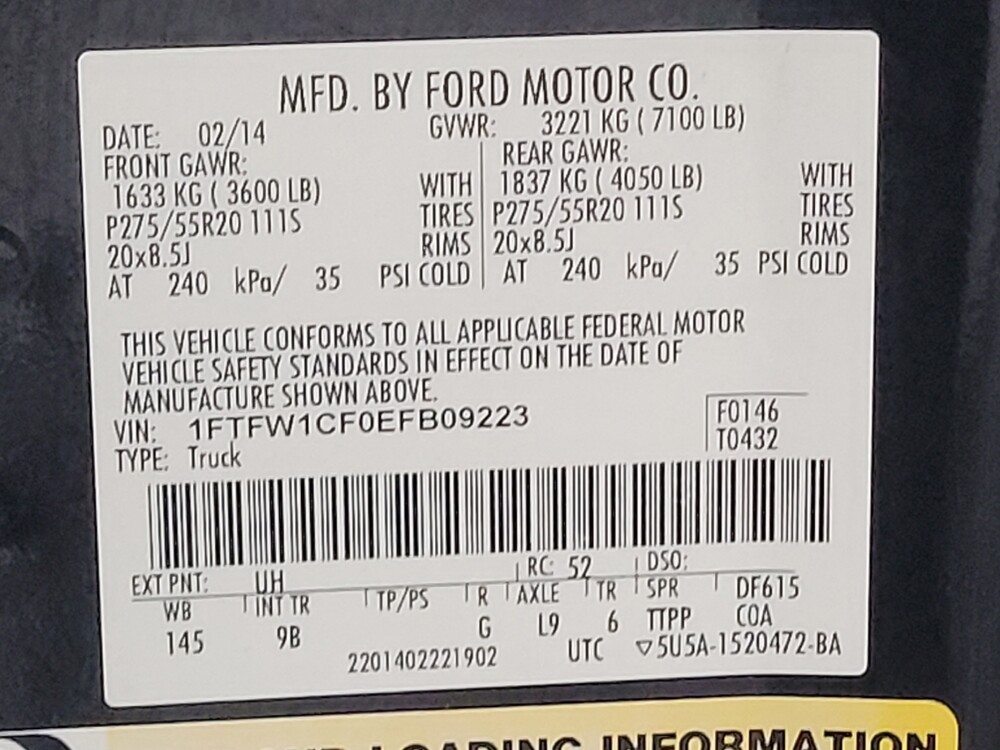 MFD. BY FORD MOTOR CO.
DATE: 02/14 GVWR: 3221 KG ( 7100 LB)
FRONT GAWR: REAR GAWR:
1633 KG ( 3600 LB) WITH 1837 KG ( 4050 LB) WITH
P275/55R20 111S TIRES P275/55R20 111S TIRES
20x8.5J RIMS 20x8.5J RIMS
AT 240 kPa/ 35 PSI COLD AT 240 kPa/ 35 PSI COLD
THIS VEHICLE CONFORMS TO ALL APPLICABLE FEDERAL MOTOR
VEHICLE SAFETY STANDARDS IN EFFECT ON THE DATE OF
MANUFACTURE SHOWN ABOVE.
VIN: 1FTFW1CF0EFB09223 F0146
TYPE: Truck T0432
EXT PNT: UH RC: 52 DSO:
WB INT TR TP/PS R AXLE TR SPR DF615
145 9B G L9 6 TTPP COA
2201402221902 UTC ▽5U5A-1520472-BA
LOADING INFORMATION